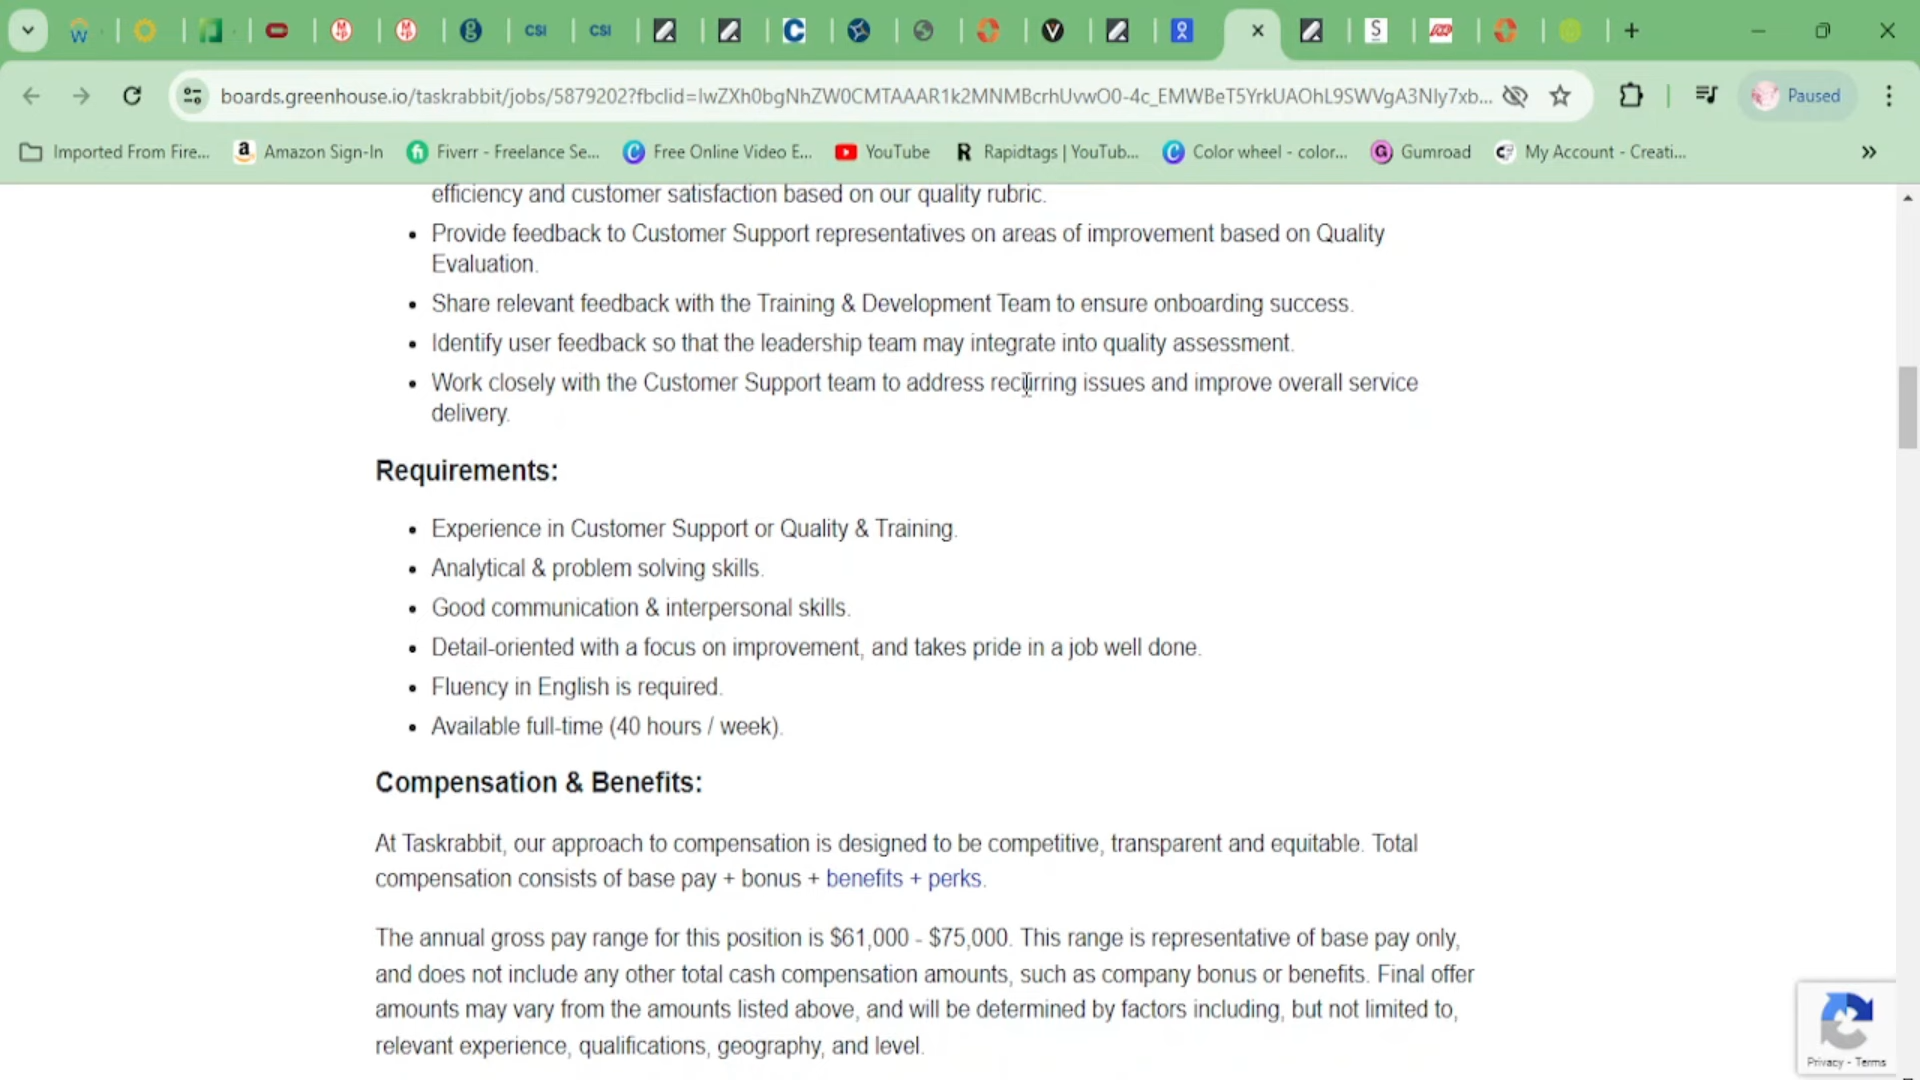 CSI
CSI
boards.greenhouse.io/taskrabbit/jobs/5879202?fbclid=IwZXh0bgNhZW0CMTAAAR1k2MNMBcrhUvwO0-4c_EMWBeT5YrkUAOhL9SWVgA3Nly7xb...
Paused
Imported From Fire...
Amazon Sign-In
Fiverr - Freelance Se...
Free Online Video E...
YouTube
Rapidtags | YouTub...
Color wheel - color...
Gumroad
My Account - Creati...
efficiency and customer satisfaction based on our quality rubric.
• Provide feedback to Customer Support representatives on areas of improvement based on Quality
Evaluation.
• Share relevant feedback with the Training & Development Team to ensure onboarding success.
• Identify user feedback so that the leadership team may integrate into quality assessment.
• Work closely with the Customer Support team to address recurring issues and improve overall service
delivery.
Requirements:
• Experience in Customer Support or Quality & Training.
• Analytical & problem solving skills.
• Good communication & interpersonal skills.
• Detail-oriented with a focus on improvement, and takes pride in a job well done.
• Fluency in English is required.
• Available full-time (40 hours / week).
Compensation & Benefits:
At Taskrabbit, our approach to compensation is designed to be competitive, transparent and equitable. Total
compensation consists of base pay + bonus + benefits + perks.
The annual gross pay range for this position is $61,000 - $75,000. This range is representative of base pay only,
and does not include any other total cash compensation amounts, such as company bonus or benefits. Final offer
amounts may vary from the amounts listed above, and will be determined by factors including, but not limited to,
relevant experience, qualifications, geography, and level.
Privacy - Terms